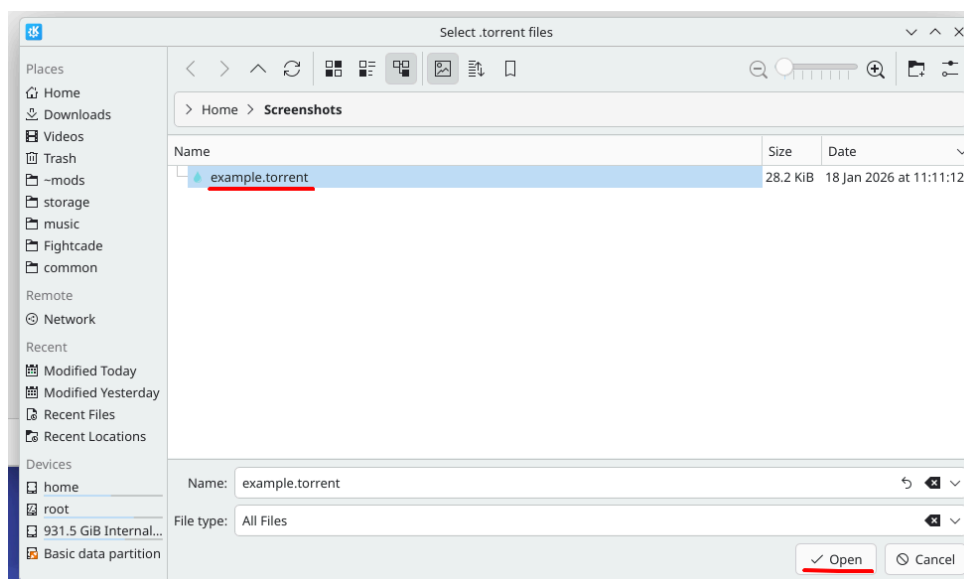 Select .torrent files
Places
Home
Downloads
Videos
Trash
~mods
storage
music
Fightcade
common
Remote
Network
Recent
Modified Today
Modified Yesterday
Recent Files
Recent Locations
Devices
home
root
931.5 GiB Internal...
Basic data partition
> Home > Screenshots
Name Size Date
example.torrent 28.2 KiB 18 Jan 2026 at 11:11:12
Name: example.torrent
File type: All Files
Open Cancel